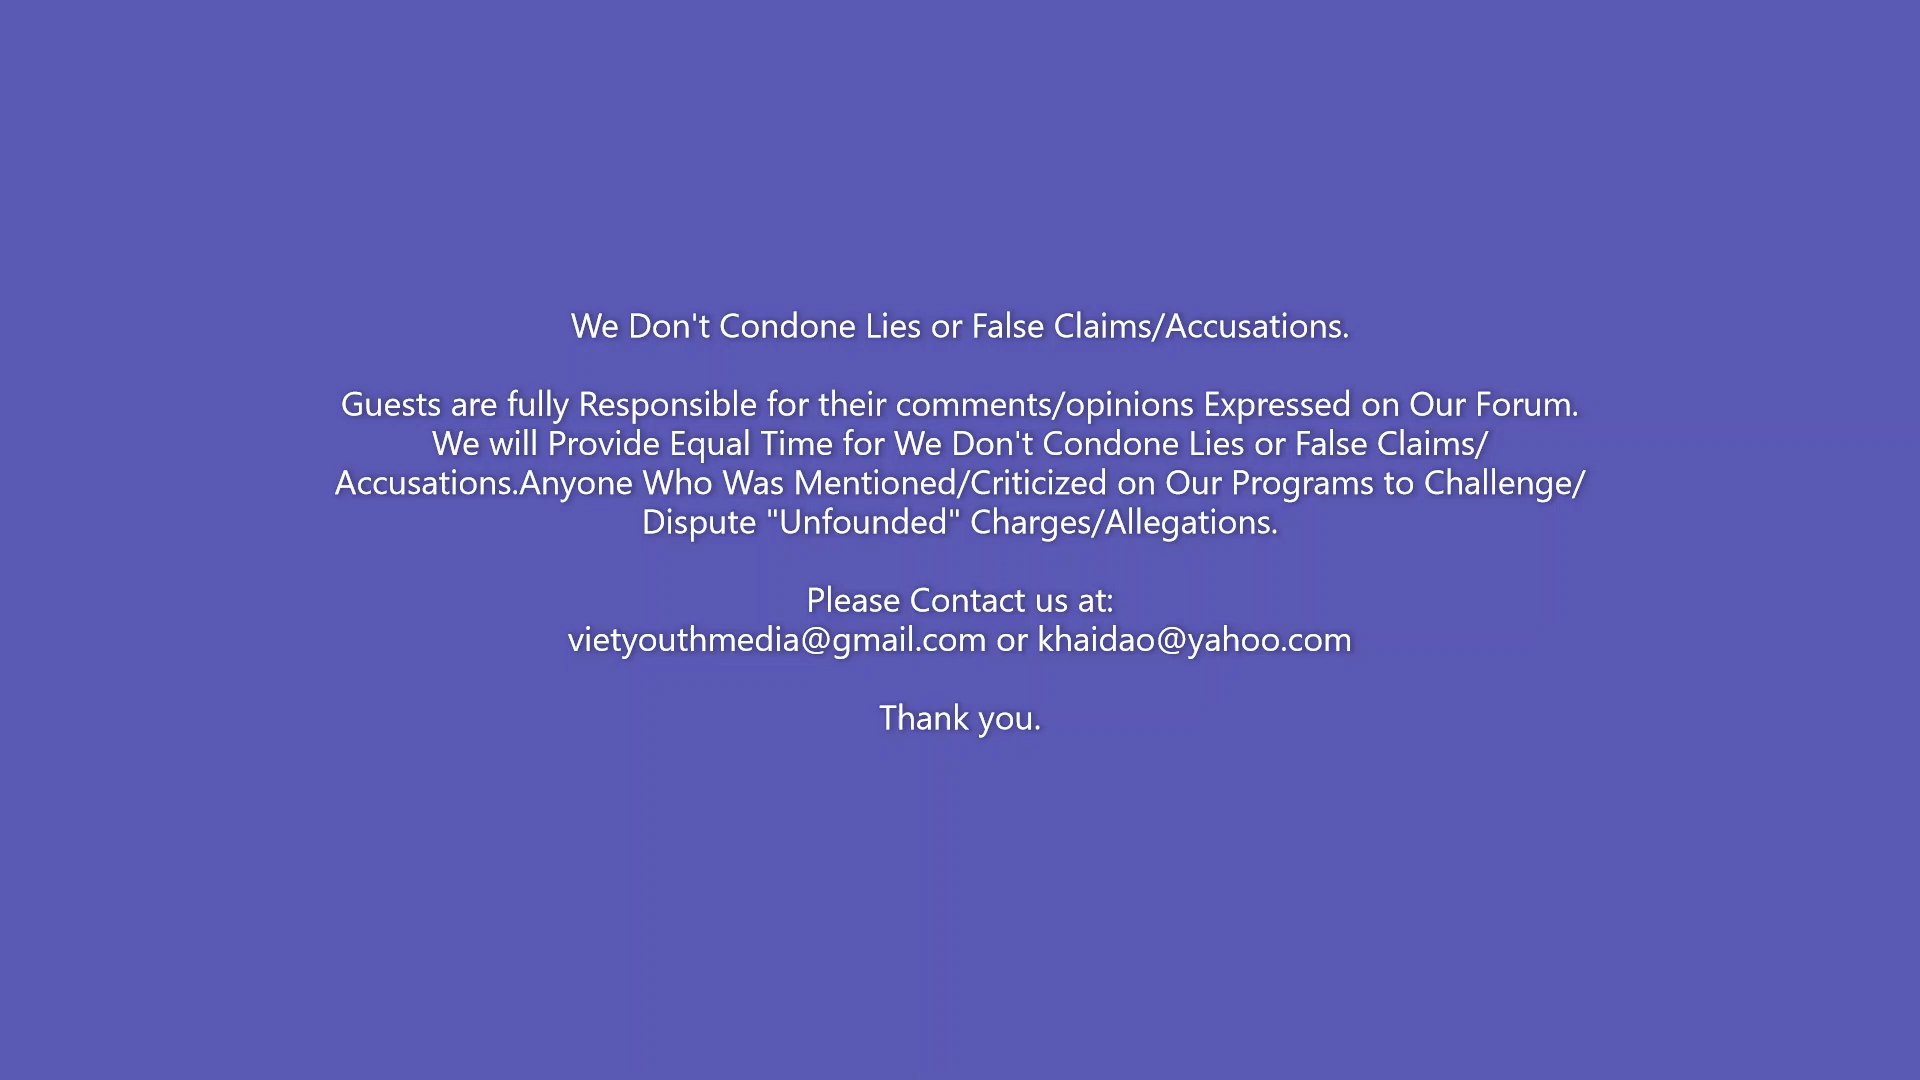 We Don't Condone Lies or False Claims/Accusations.
Guests are fully Responsible for their comments/opinions Expressed on Our Forum.
We will Provide Equal Time for We Don't Condone Lies or False Claims/
Accusations.Anyone Who Was Mentioned/Criticized on Our Programs to Challenge/
Dispute "Unfounded" Charges/Allegations.
Please Contact us at:
vietyouthmedia@gmail.com or khaidao@yahoo.com
Thank you.